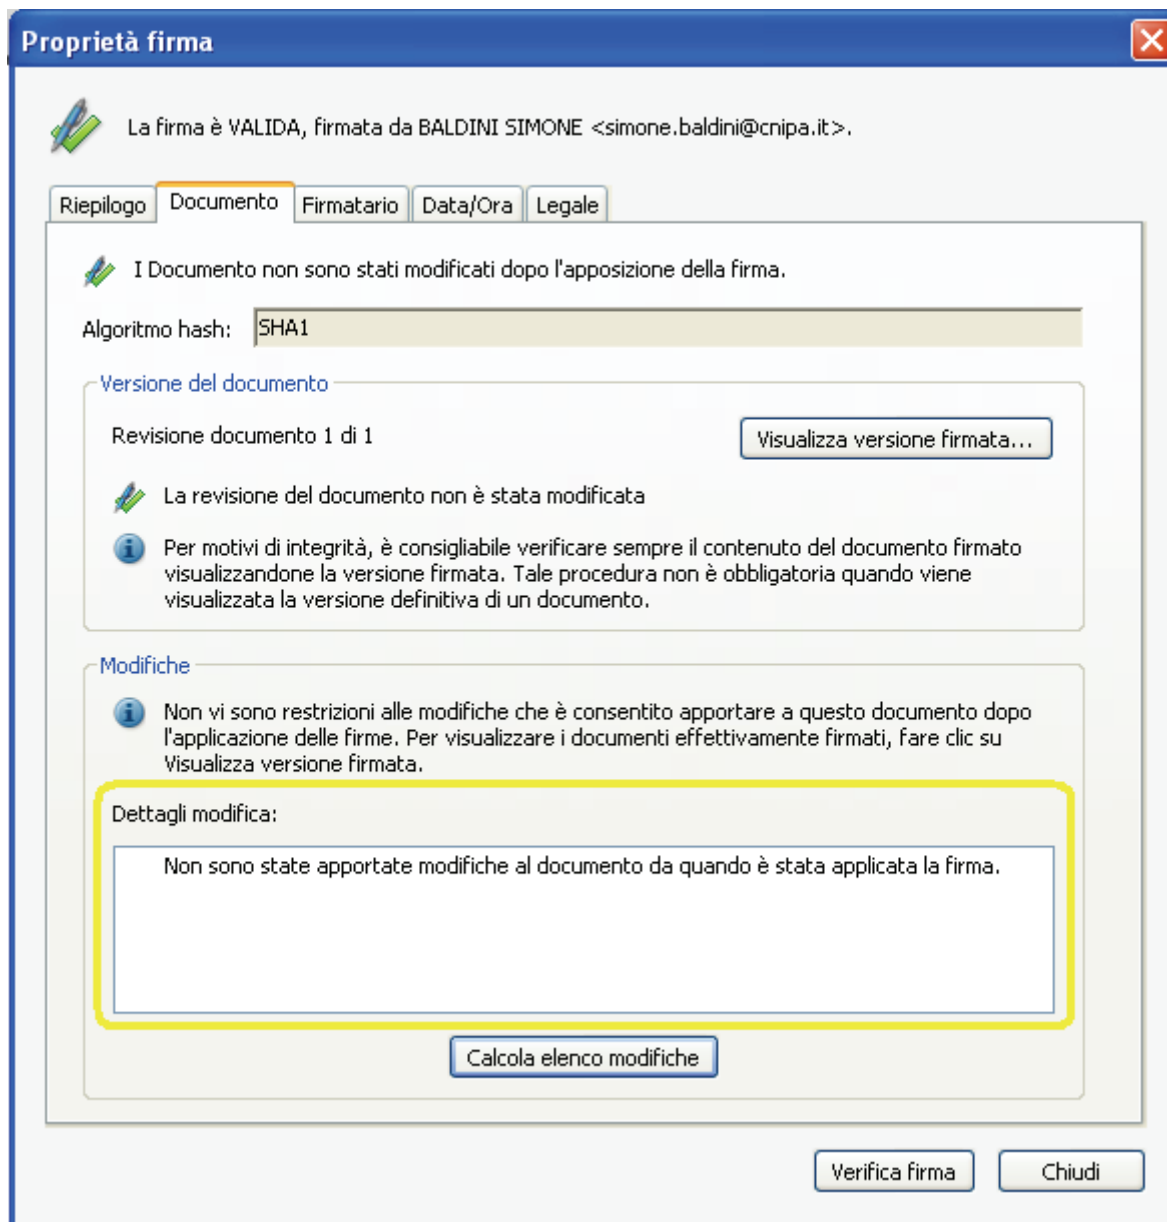 Proprietà firma
La firma è VALIDA, firmata da BALDINI SIMONE <simone.baldini@cnipa.it>.
Riepilogo Documento Firmatario Data/Ora Legale
I Documento non sono stati modificati dopo l'apposizione della firma.
Algoritmo hash: SHA1
Versione del documento
Revisione documento 1 di 1 Visualizza versione firmata...
La revisione del documento non è stata modificata
Per motivi di integrità, è consigliabile verificare sempre il contenuto del documento firmato
visualizzandone la versione firmata. Tale procedura non è obbligatoria quando viene
visualizzata la versione definitiva di un documento.
Modifiche
Non vi sono restrizioni alle modifiche che è consentito apportare a questo documento dopo
l'applicazione delle firme. Per visualizzare i documenti effettivamente firmati, fare clic su
Visualizza versione firmata.
Dettagli modifica:
Non sono state apportate modifiche al documento da quando è stata applicata la firma.
Calcola elenco modifiche
Verifica firma Chiudi